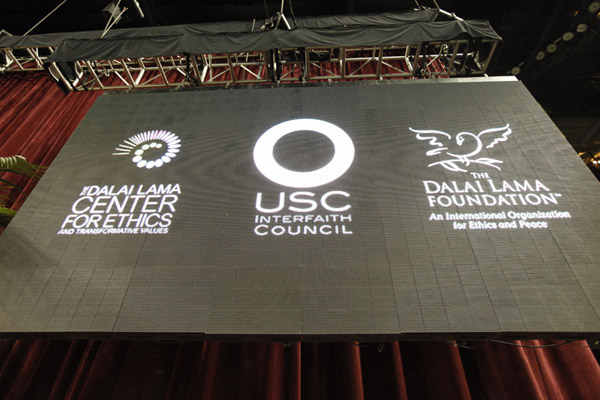 THE DALAI LAMA
CENTER
FOR ETHICS
AND TRANSFORMATIVE VALUES
USC
INTERFAITH
COUNCIL
THE
DALAI LAMA
FOUNDATION™
An International Organization
for Ethics and Peace